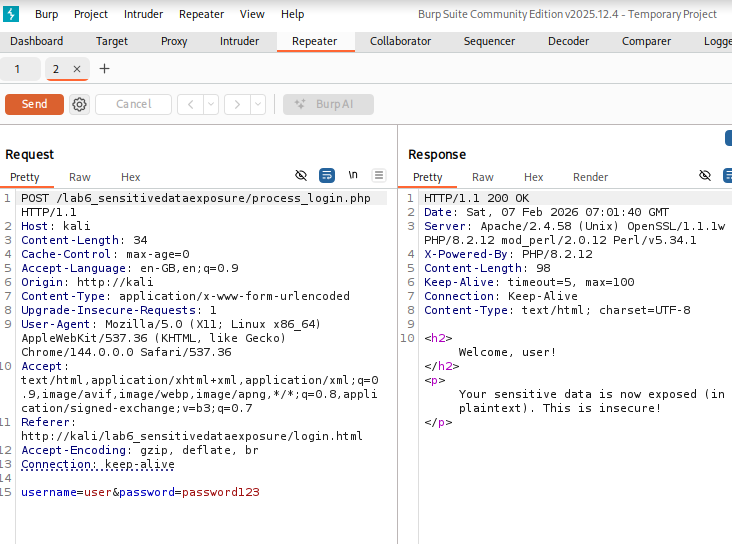 Burp Project Intruder Repeater View Help Burp Suite Community Edition v2025.12.4 - Temporary Project
Dashboard Target Proxy Intruder Repeater Collaborator Sequencer Decoder Comparer Logge
1 2 × +
Send Cancel < > Burp AI
Request
Pretty Raw Hex \n
1 POST /lab6_sensitivedataexposure/process_login.php
HTTP/1.1
2 Host: kali
3 Content-Length: 34
4 Cache-Control: max-age=0
5 Accept-Language: en-GB,en;q=0.9
6 Origin: http://kali
7 Content-Type: application/x-www-form-urlencoded
8 Upgrade-Insecure-Requests: 1
9 User-Agent: Mozilla/5.0 (X11; Linux x86_64)
AppleWebKit/537.36 (KHTML, like Gecko)
Chrome/144.0.0.0 Safari/537.36
10 Accept:
text/html,application/xhtml+xml,application/xml;q=0
.9,image/avif,image/webp,image/apng,*/*;q=0.8,appli
cation/signed-exchange;v=b3;q=0.7
11 Referer:
http://kali/lab6_sensitivedataexposure/login.html
12 Accept-Encoding: gzip, deflate, br
13 Connection: keep-alive
14
15 username=user&password=password123
Response
Pretty Raw Hex Render
1 HTTP/1.1 200 OK
2 Date: Sat, 07 Feb 2026 07:01:40 GMT
3 Server: Apache/2.4.58 (Unix) OpenSSL/1.1.1w
PHP/8.2.12 mod_perl/2.0.12 Perl/v5.34.1
4 X-Powered-By: PHP/8.2.12
5 Content-Length: 98
6 Keep-Alive: timeout=5, max=100
7 Connection: Keep-Alive
8 Content-Type: text/html; charset=UTF-8
9
10 <h2>
Welcome, user!
</h2>
<p>
Your sensitive data is now exposed (in
plaintext). This is insecure!
</p>